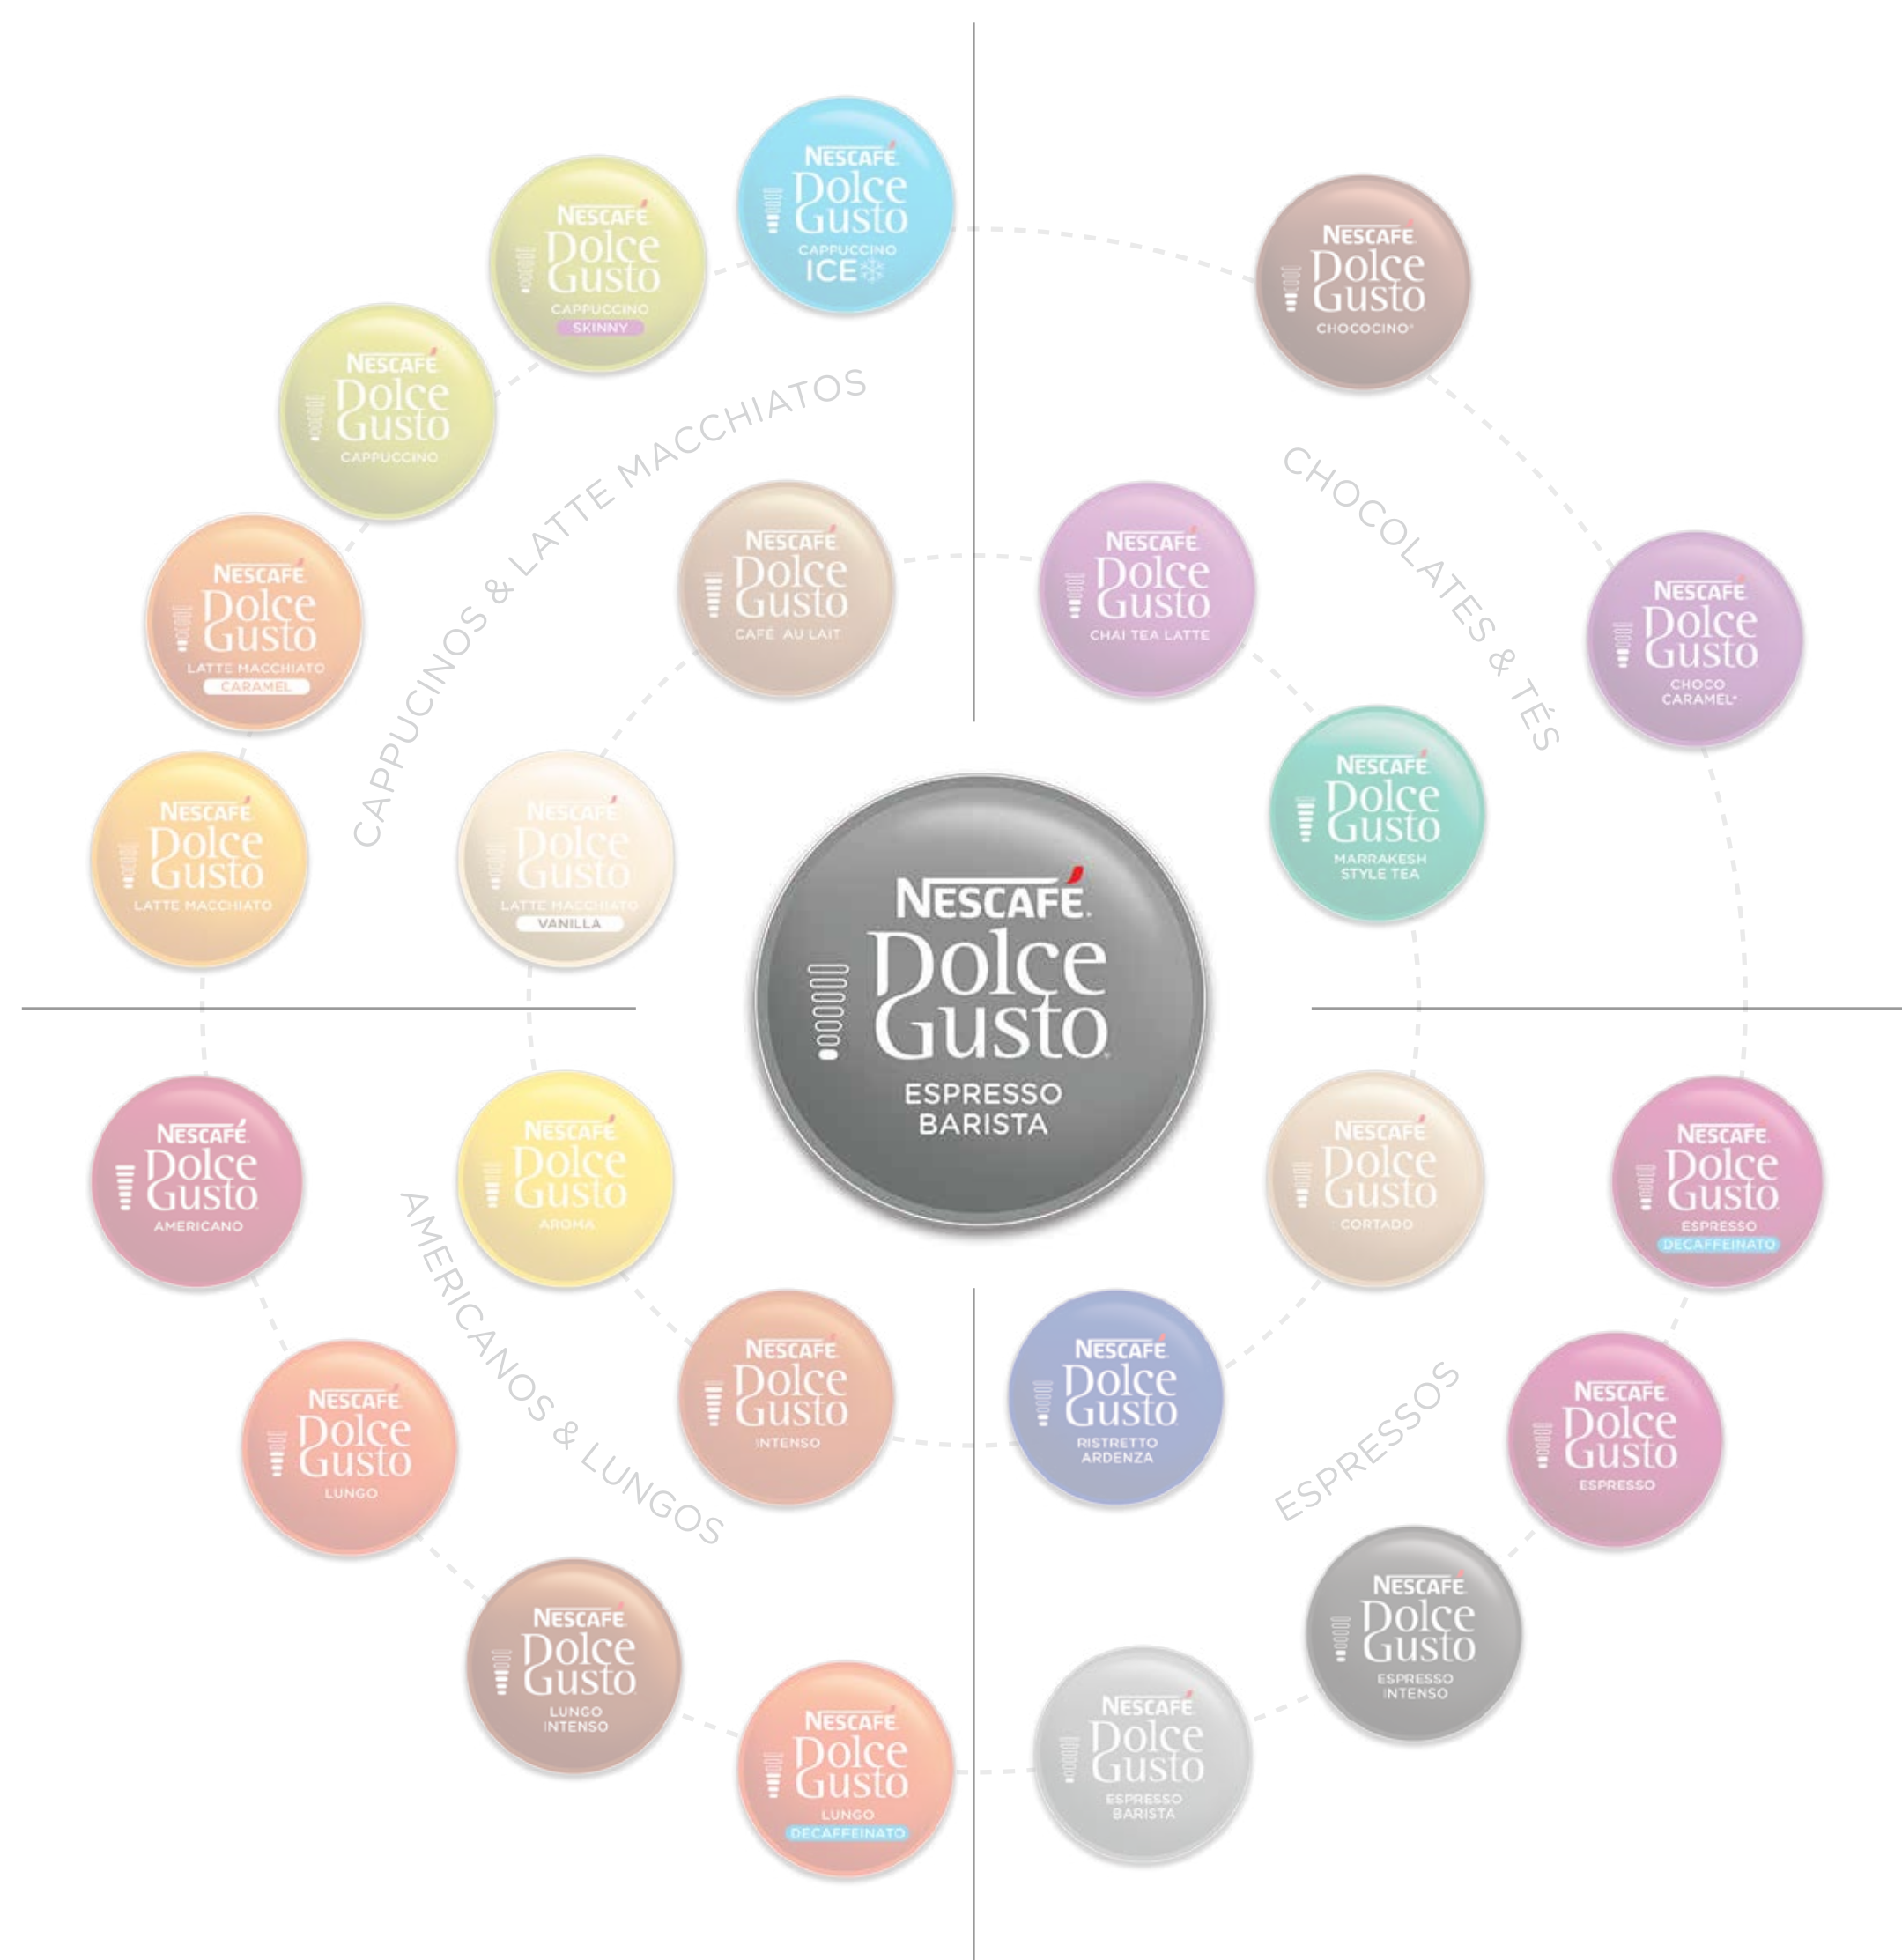 NESCAFÉ
Dolce
Gusto
CAPPUCCINO
ICE
NESCAFÉ
Dolce
Gusto
CAPPUCCINO
SKINNY
NESCAFÉ
Dolce
Gusto
CAPPUCCINO
NESCAFÉ
Dolce
Gusto
LATTE MACCHIATO
CARAMEL
NESCAFÉ
Dolce
Gusto
LATTE MACCHIATO
CAPPUCINOS & LATTE MACCHIATOS
NESCAFÉ
Dolce
Gusto
CAFÉ AU LAIT
NESCAFÉ
Dolce
Gusto
LATTE MACCHIATO
VANILLA
NESCAFÉ
Dolce
Gusto
CHOCOCINO*
NESCAFÉ
Dolce
Gusto
CHOCO
CARAMEL*
CHOCOLATES & TÉS
NESCAFÉ
Dolce
Gusto
CHAI TEA LATTE
NESCAFÉ
Dolce
Gusto
MARRAKESH
STYLE TEA
NESCAFÉ.
Dolce
Gusto
ESPRESSO
BARISTA
NESCAFÉ
Dolce
Gusto
AMERICANO
NESCAFÉ
Dolce
Gusto
AROMA
AMERICANOS & LUNGOS
NESCAFÉ
Dolce
Gusto
INTENSO
NESCAFÉ
Dolce
Gusto
LUNGO
NESCAFÉ
Dolce
Gusto
LUNGO
INTENSO
NESCAFÉ
Dolce
Gusto
LUNGO
DECAFFEINATO
NESCAFÉ
Dolce
Gusto
CORTADO
NESCAFÉ
Dolce
Gusto
ESPRESSO
DECAFFEINATO
NESCAFÉ
Dolce
Gusto
RISTRETTO
ARDENZA
ESPRESSOS
NESCAFÉ
Dolce
Gusto
ESPRESSO
NESCAFÉ
Dolce
Gusto
ESPRESSO
INTENSO
NESCAFÉ
Dolce
Gusto
ESPRESSO
BARISTA